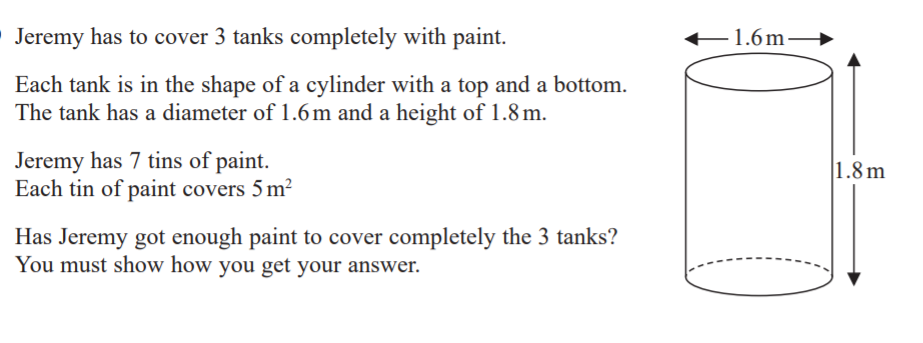 Jeremy has to cover 3 tanks completely with paint.
Each tank is in the shape of a cylinder with a top and a bottom.
The tank has a diameter of 1.6 m and a height of 1.8 m.
Jeremy has 7 tins of paint.
Each tin of paint covers 5 m²
Has Jeremy got enough paint to cover completely the 3 tanks?
You must show how you get your answer.
1.6 m
1.8 m